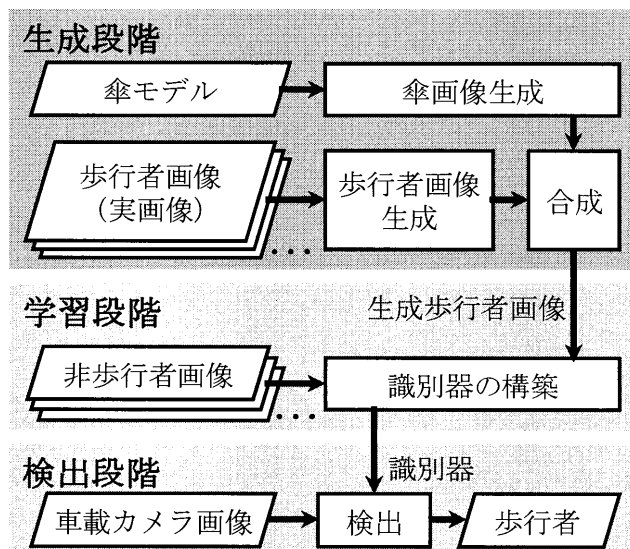 生成段階
傘モデル
傘画像生成
歩行者画像
(実画像)
歩行者画像
生成
合成
...
生成歩行者画像
学習段階
非歩行者画像
識別器の構築
...
識別器
検出段階
車載カメラ画像
検出
歩行者